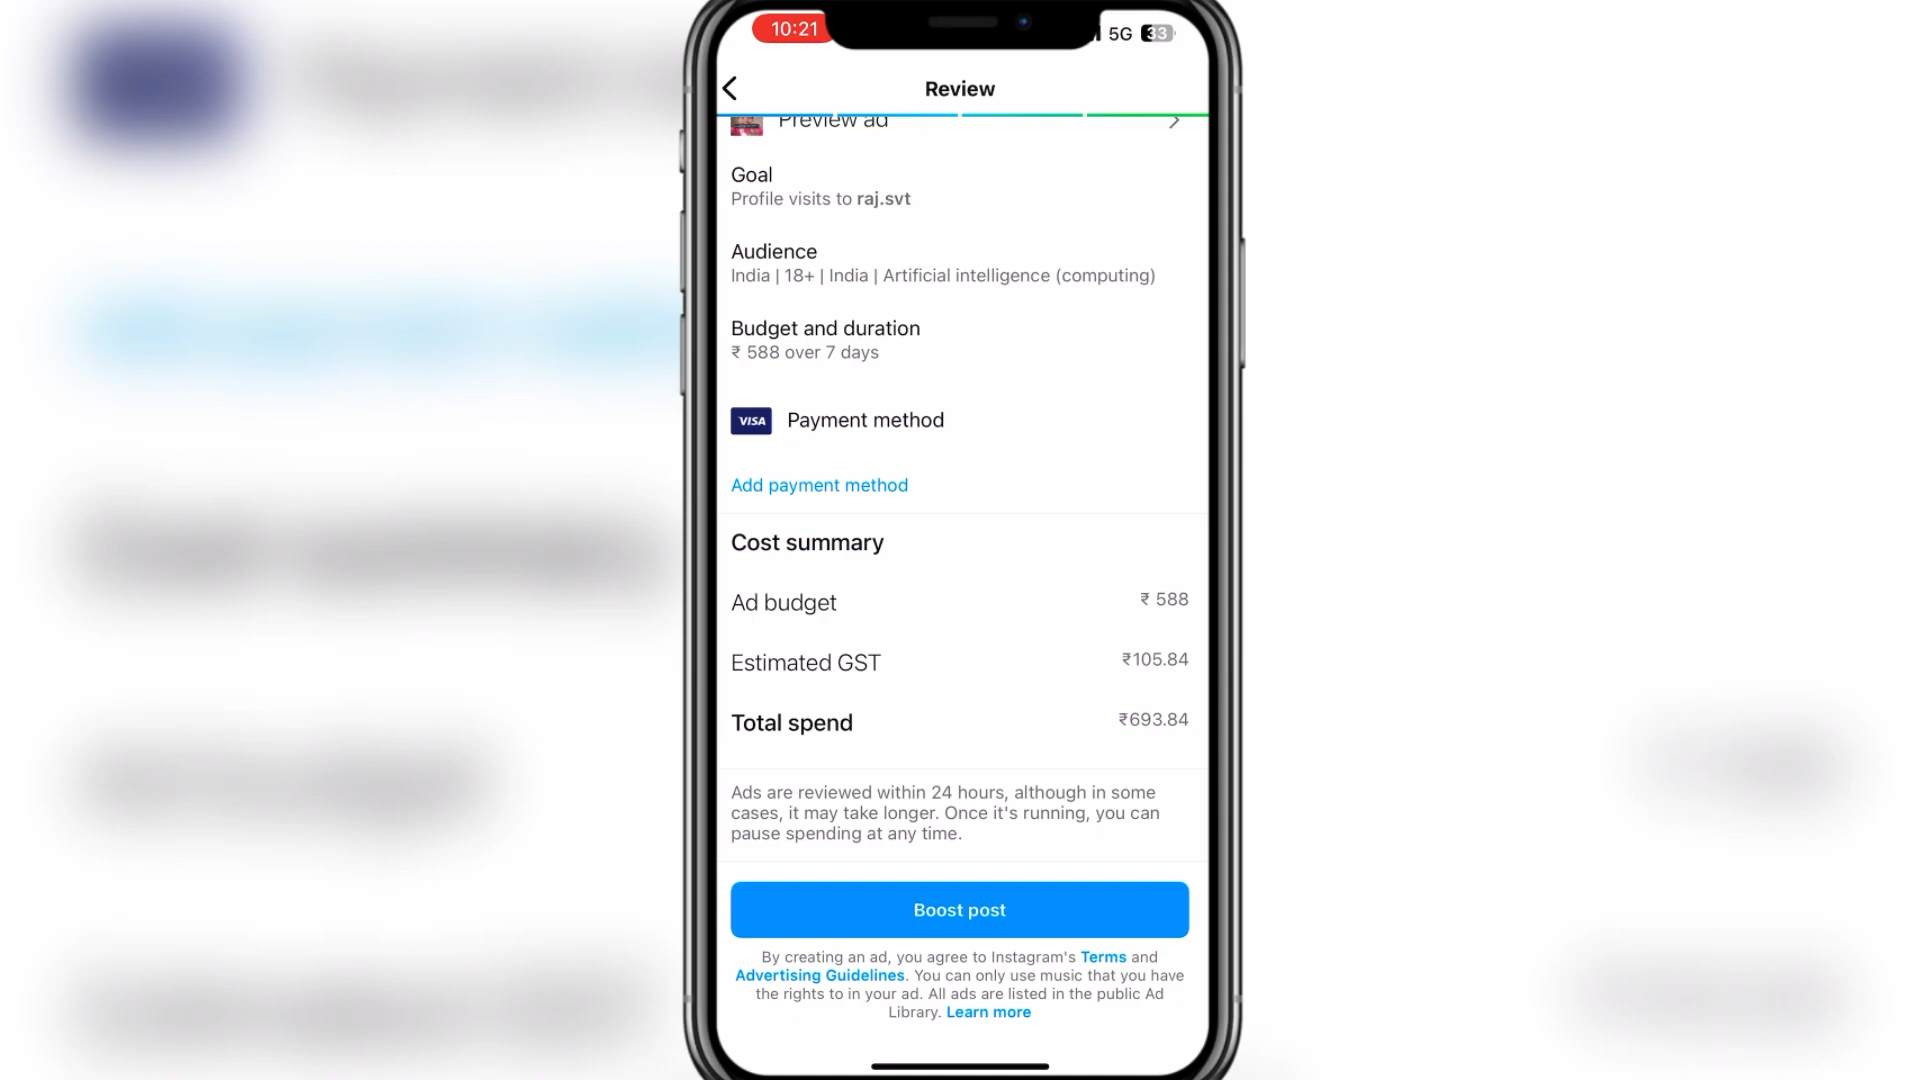 10:21
5G 33
Review
Preview ad
Goal
Profile visits to raj.svt
Audience
India | 18+ | India | Artificial intelligence (computing)
Budget and duration
₹ 588 over 7 days
VISA Payment method
Add payment method
Cost summary
Ad budget ₹ 588
Estimated GST ₹105.84
Total spend ₹693.84
Ads are reviewed within 24 hours, although in some
cases, it may take longer. Once it's running, you can
pause spending at any time.
Boost post
By creating an ad, you agree to Instagram's Terms and
Advertising Guidelines. You can only use music that you have
the rights to in your ad. All ads are listed in the public Ad
Library. Learn more